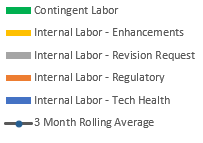 Contingent Labor
Internal Labor - Enhancements
Internal Labor - Revision Request
Internal Labor - Regulatory
Internal Labor - Tech Health
3 Month Rolling Average